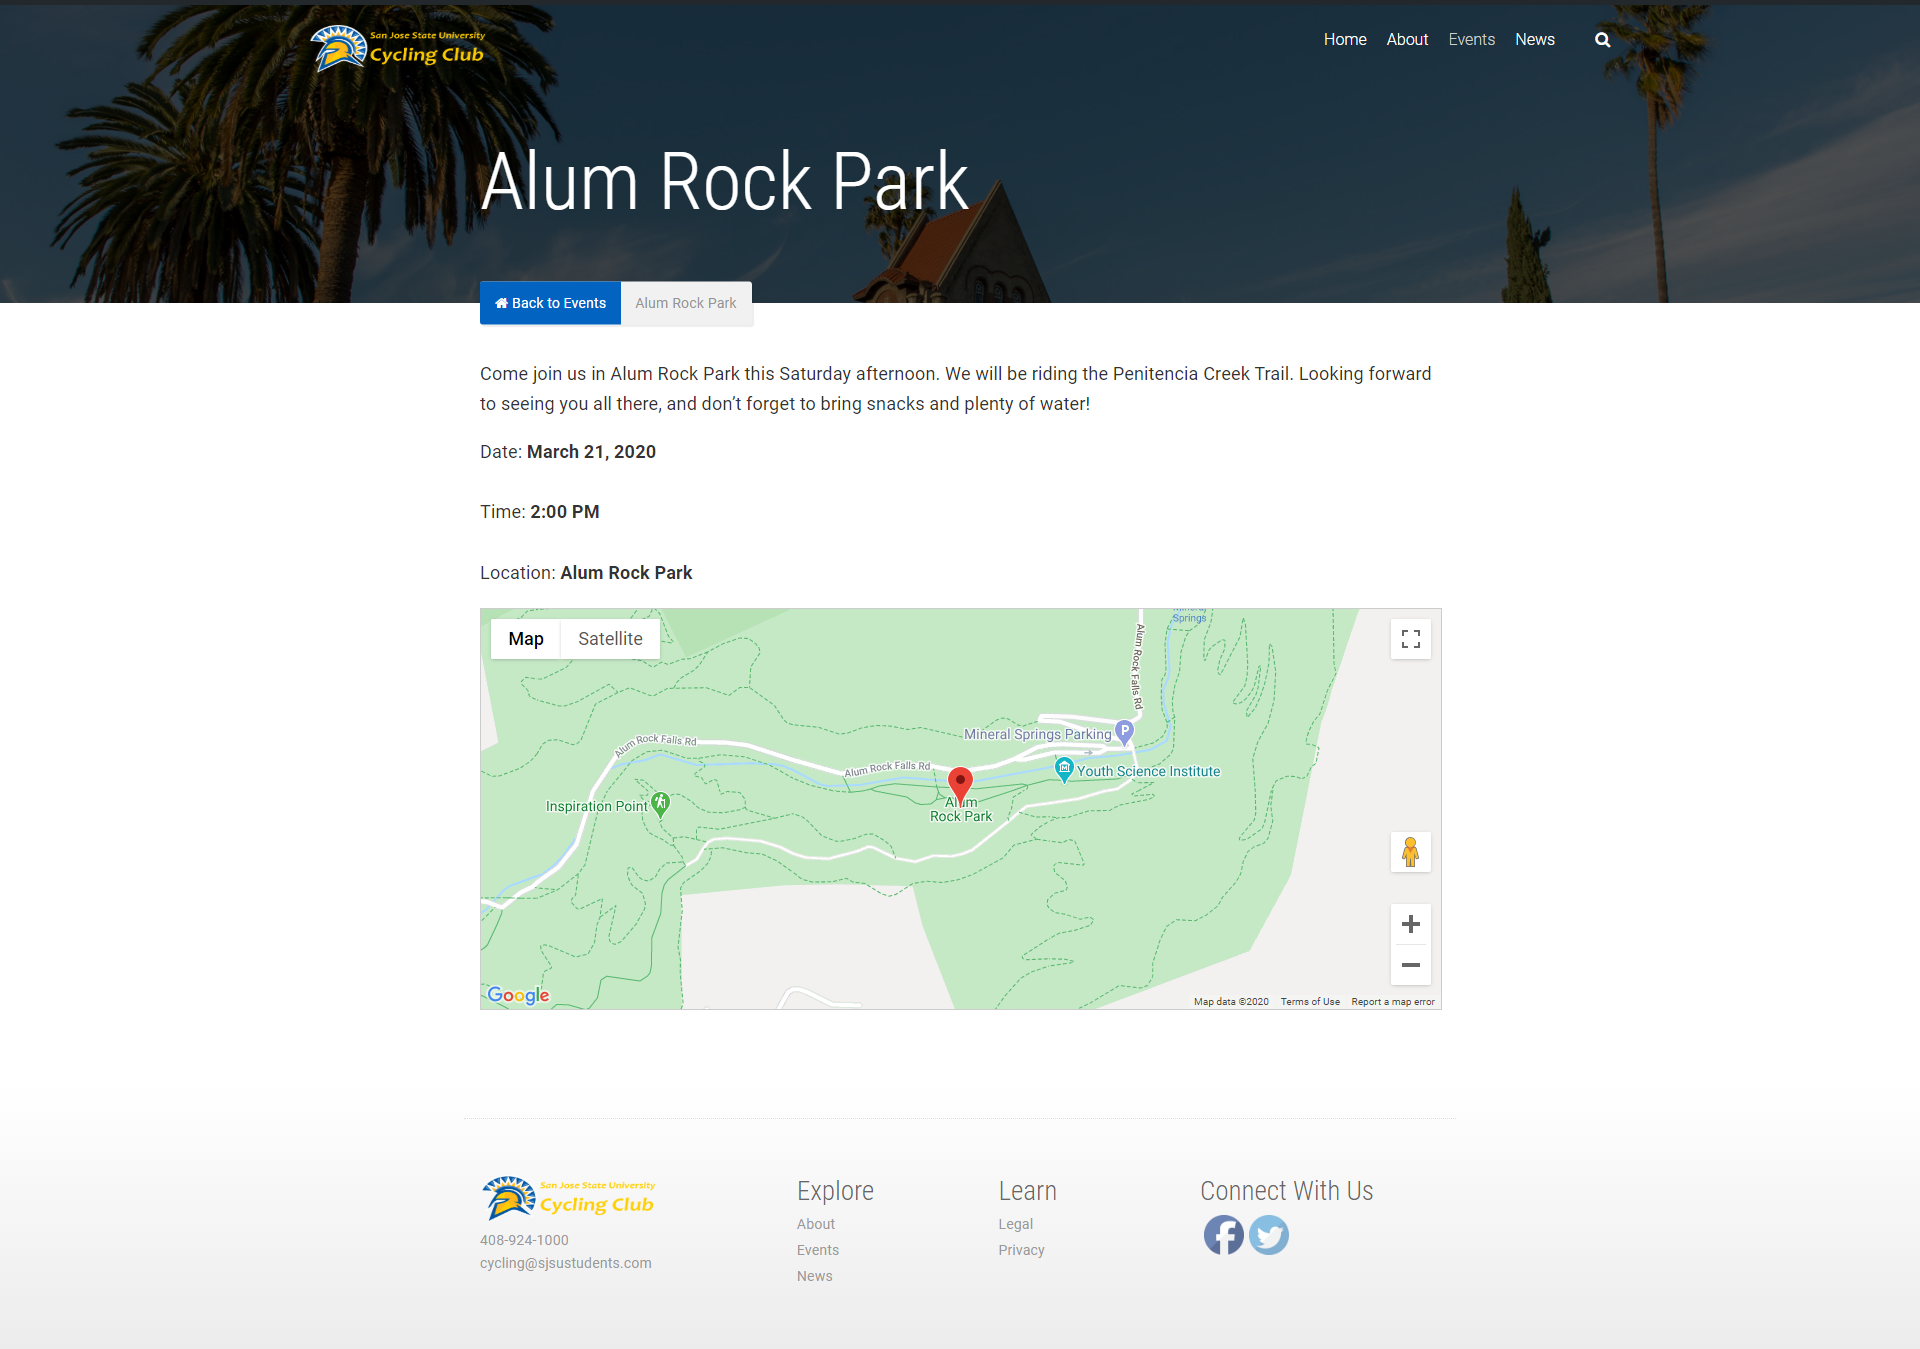 San Jose State University
Cycling Club
Home About Events News
Alum Rock Park
Back to Events Alum Rock Park
Come join us in Alum Rock Park this Saturday afternoon. We will be riding the Penitencia Creek Trail. Looking forward
to seeing you all there, and don’t forget to bring snacks and plenty of water!
Date: March 21, 2020
Time: 2:00 PM
Location: Alum Rock Park
Map Satellite
Springs
Alum Rock Falls Rd
Mineral Springs Parking P
Alum Rock Falls Rd
Alum Rock Falls Rd
Youth Science Institute
Inspiration Point
Alum
Rock Park
Google
Map data ©2020 Terms of Use Report a map error
San Jose State University
Cycling Club
408-924-1000
cycling@sjsustudents.com
Explore
About
Events
News
Learn
Legal
Privacy
Connect With Us